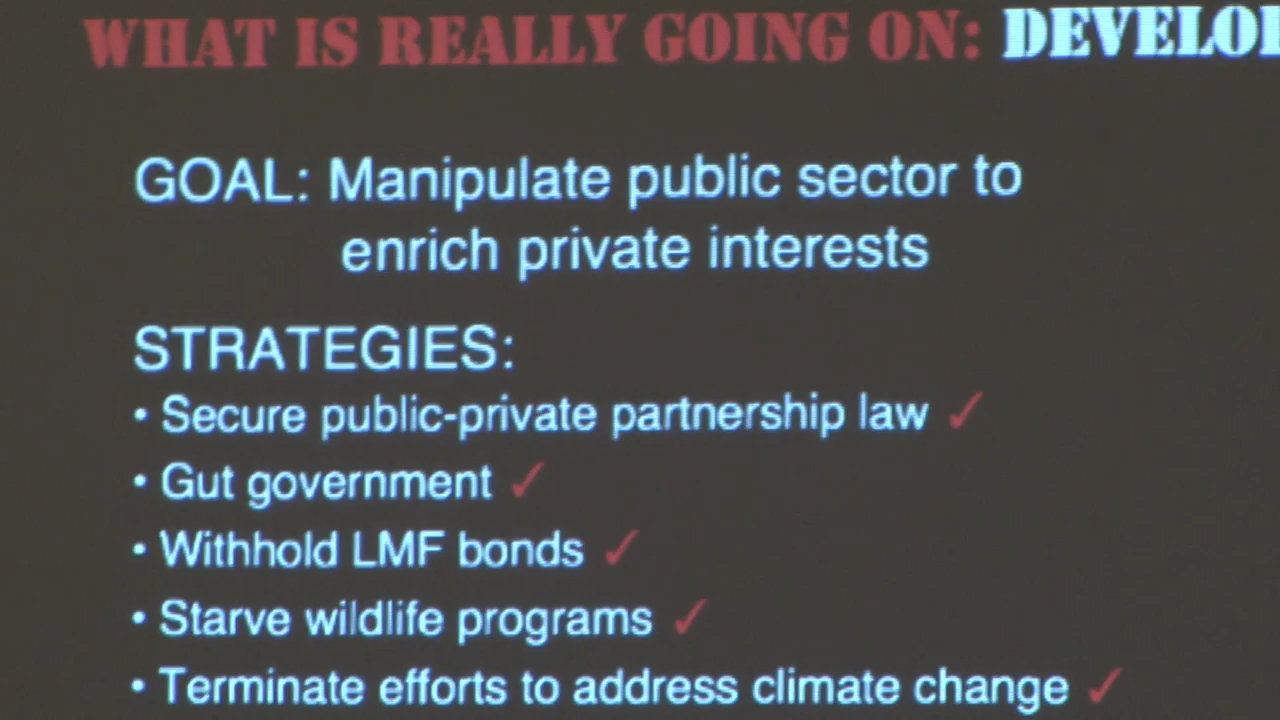 WHAT IS REALLY GOING ON: DEVELO
GOAL: Manipulate public sector to
enrich private interests
STRATEGIES:
• Secure public-private partnership law ✓
• Gut government ✓
• Withhold LMF bonds ✓
• Starve wildlife programs ✓
• Terminate efforts to address climate change ✓